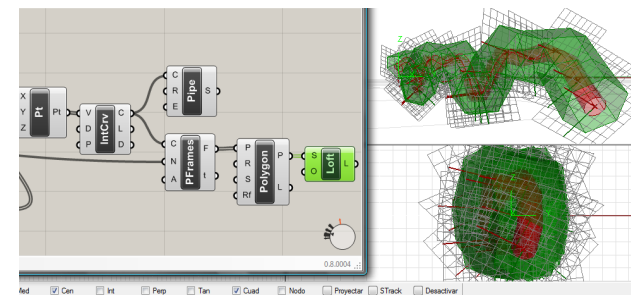 C
R Pipe S
E
X
Y Pt Pt
Z
V C
D IntCrv L
P D
C F
N PFrames
A t
P P
R
S Polygon
Rf L
S Loft L
O
Z
0.8.0004
Med Cen Int Perp Tan Cuad Nodo Proyectar STrack Desactivar